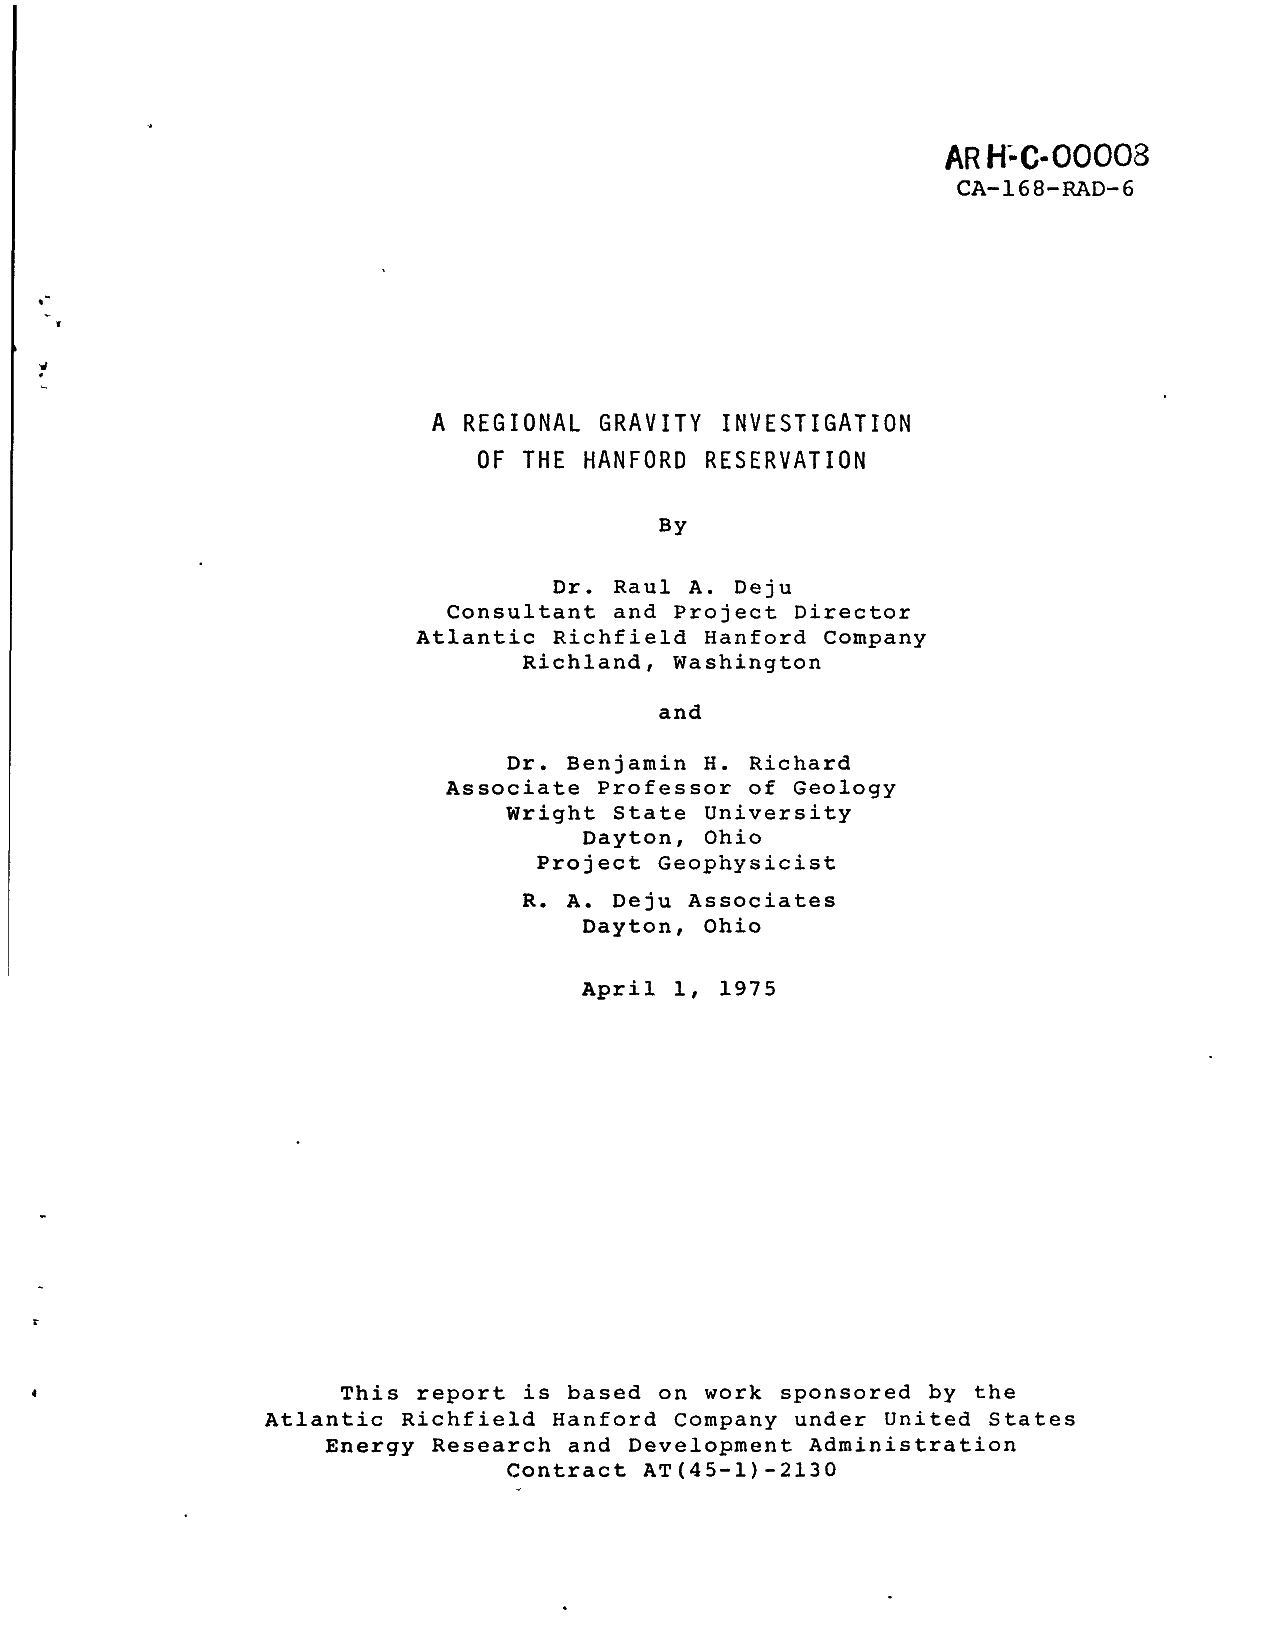 ARH-C-00008
CA-168-RAD-6
A REGIONAL GRAVITY INVESTIGATION
OF THE HANFORD RESERVATION
By
Dr. Raul A. Deju
Consultant and Project Director
Atlantic Richfield Hanford Company
Richland, Washington
and
Dr. Benjamin H. Richard
Associate Professor of Geology
Wright State University
Dayton, Ohio
Project Geophysicist
R. A. Deju Associates
Dayton, Ohio
April 1, 1975
This report is based on work sponsored by the
Atlantic Richfield Hanford Company under United States
Energy Research and Development Administration
Contract AT(45-1)-2130